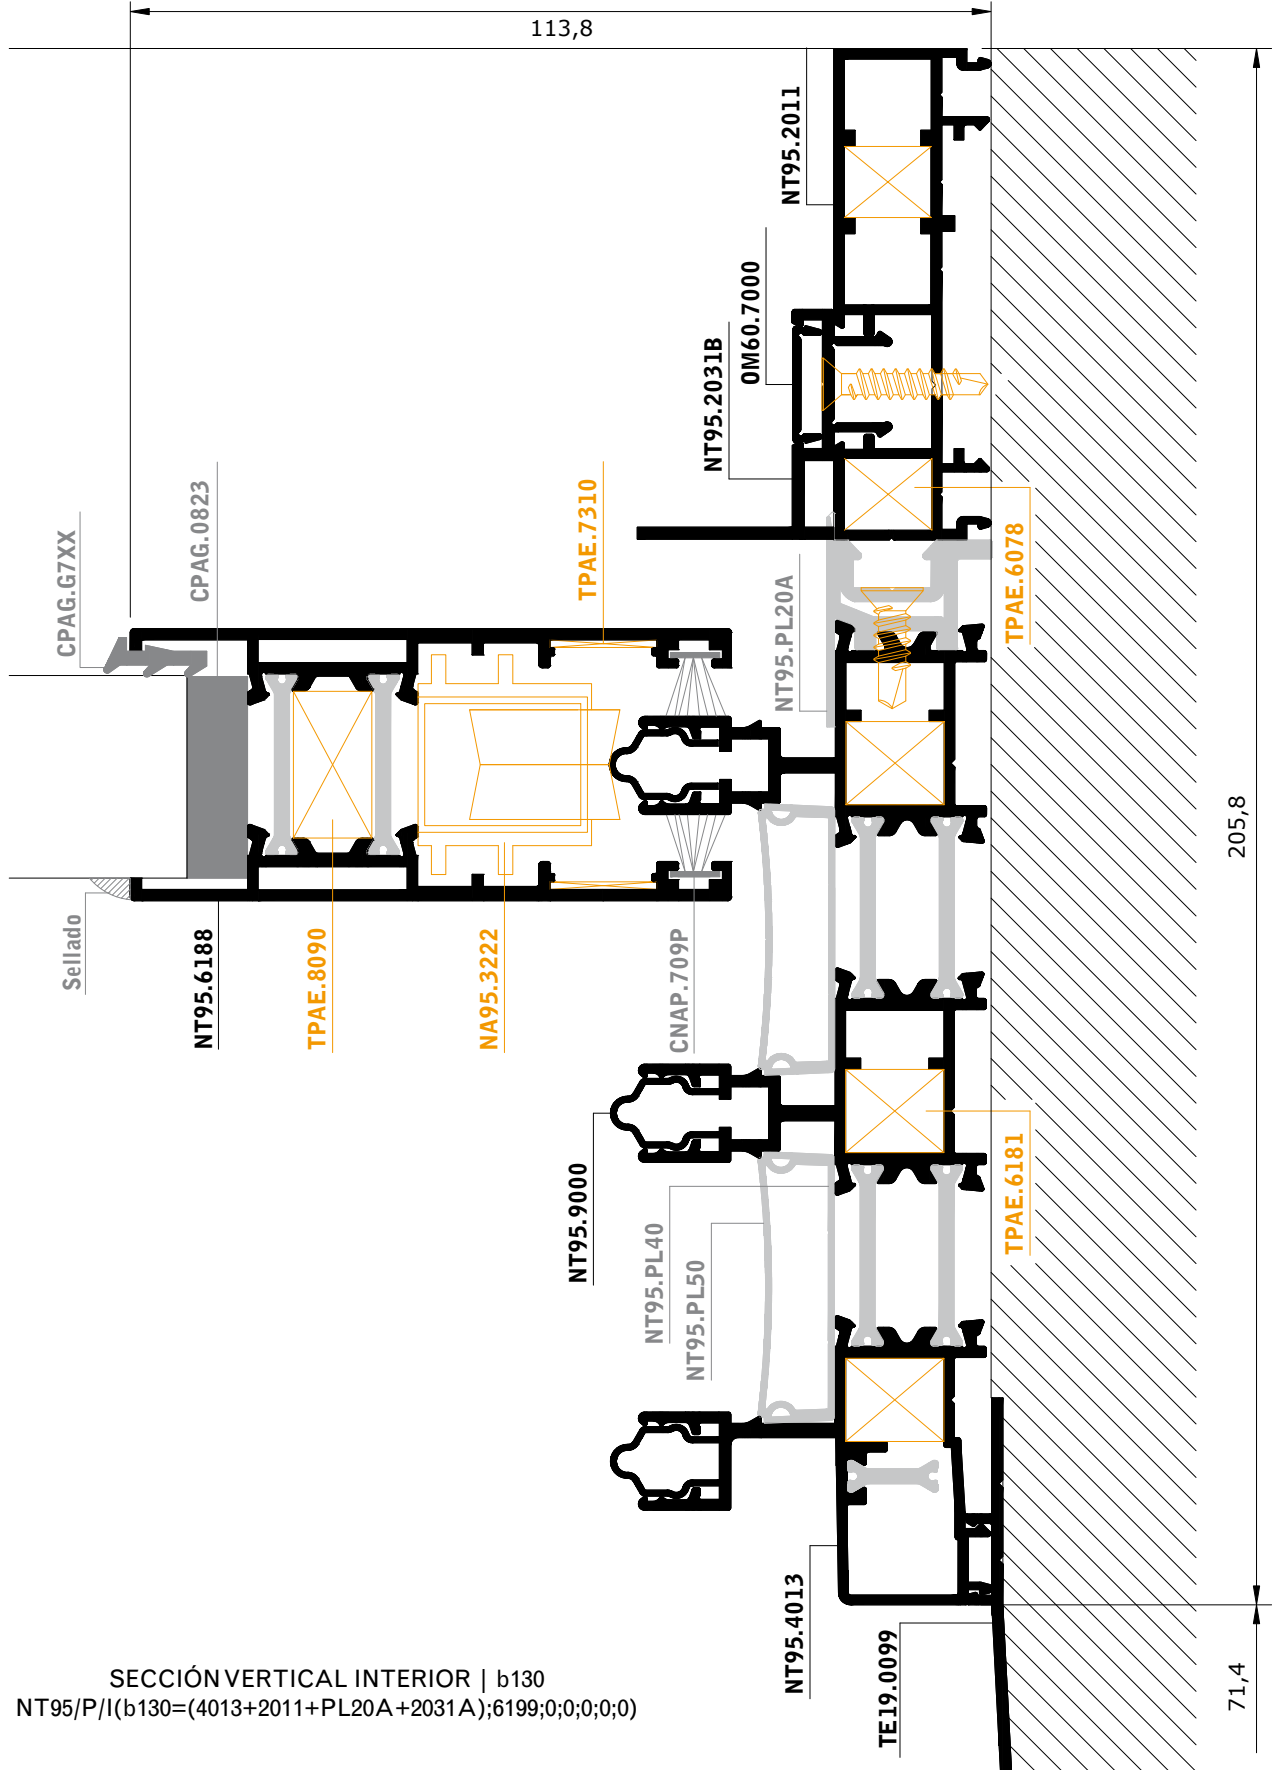 113,8
NT95.2011
OM60.7000
NT95.2031B
CPAG.0823
CPAG.G7XX
TPAE.7310
TPAE.6078
NT95.PL20A
205,8
Sellado
NT95.6188
TPAE.8090
NA95.3222
CNAP.709P
NT95.9000
NT95.PL40
NT95.PL50
TPAE.6181
NT95.4013
TE19.0099
71,4
SECCIÓN VERTICAL INTERIOR | b130
NT95/P/I(b130=(4013+2011+PL20A+2031A);6199;0;0;0;0;0)